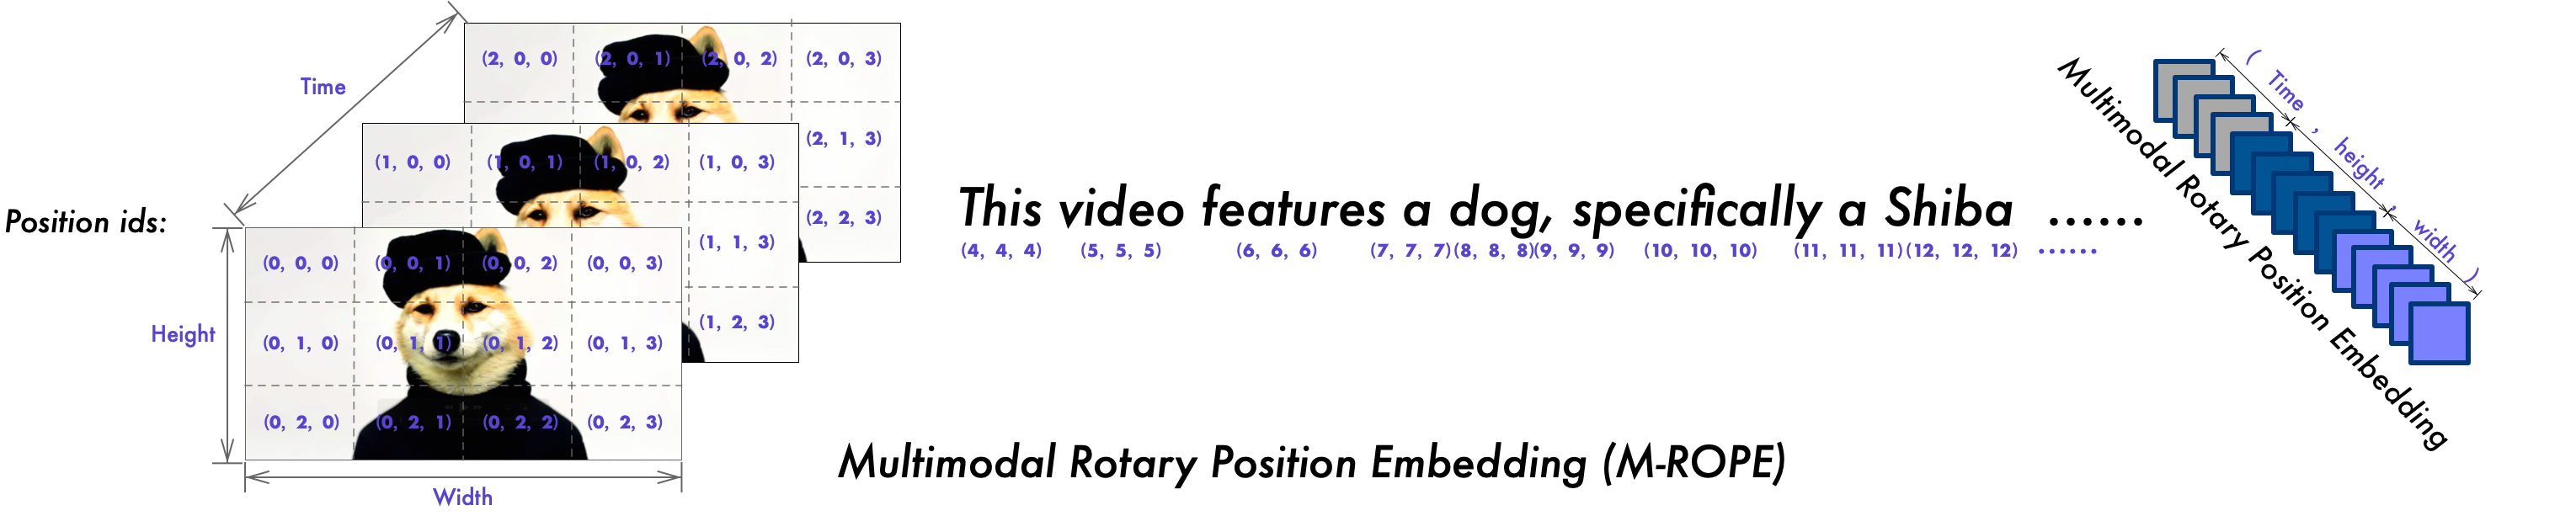 Time
(2, 0, 0) (2, 0, 1) (2, 0, 2) (2, 0, 3)
(2, 1, 3)
(2, 2, 3)
(1, 0, 0) (1, 0, 1) (1, 0, 2) (1, 0, 3)
(1, 1, 3)
(1, 2, 3)
Position ids:
(0, 0, 0) (0, 0, 1) (0, 0, 2) (0, 0, 3)
Height
(0, 1, 0) (0, 1, 1) (0, 1, 2) (0, 1, 3)
(0, 2, 0) (0, 2, 1) (0, 2, 2) (0, 2, 3)
Width
This video features a dog, specifically a Shiba ......
(4, 4, 4) (5, 5, 5) (6, 6, 6) (7, 7, 7) (8, 8, 8) (9, 9, 9) (10, 10, 10) (11, 11, 11) (12, 12, 12) ......
( Time , height , width )
Multimodal Rotary Position Embedding
Multimodal Rotary Position Embedding (M-ROPE)